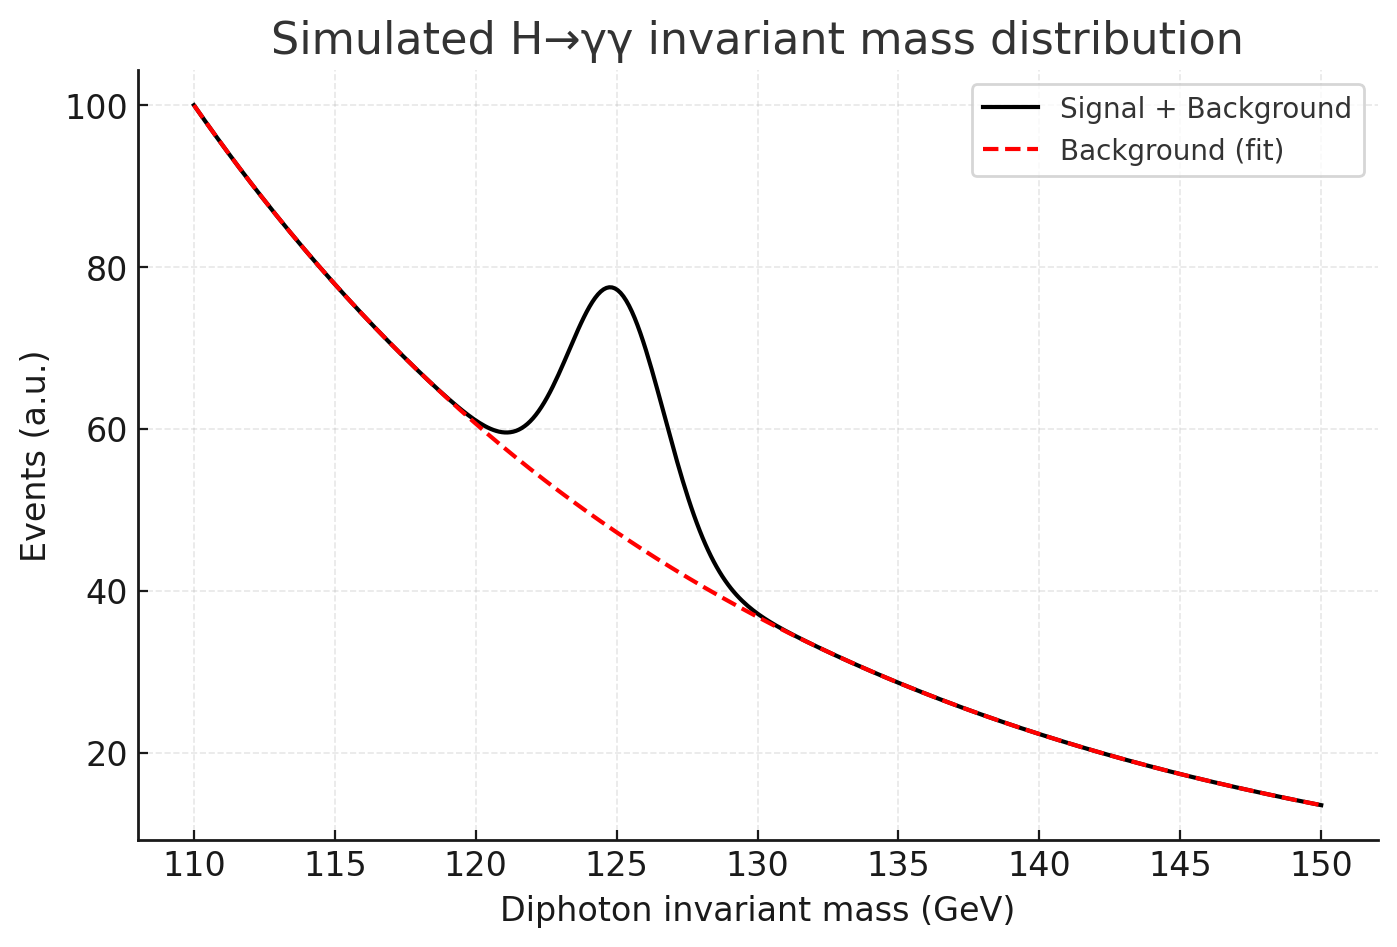 Simulated H→γγ invariant mass distribution
Signal + Background
Background (fit)
Events (a.u.)
100
80
60
40
20
110 115 120 125 130 135 140 145 150
Diphoton invariant mass (GeV)